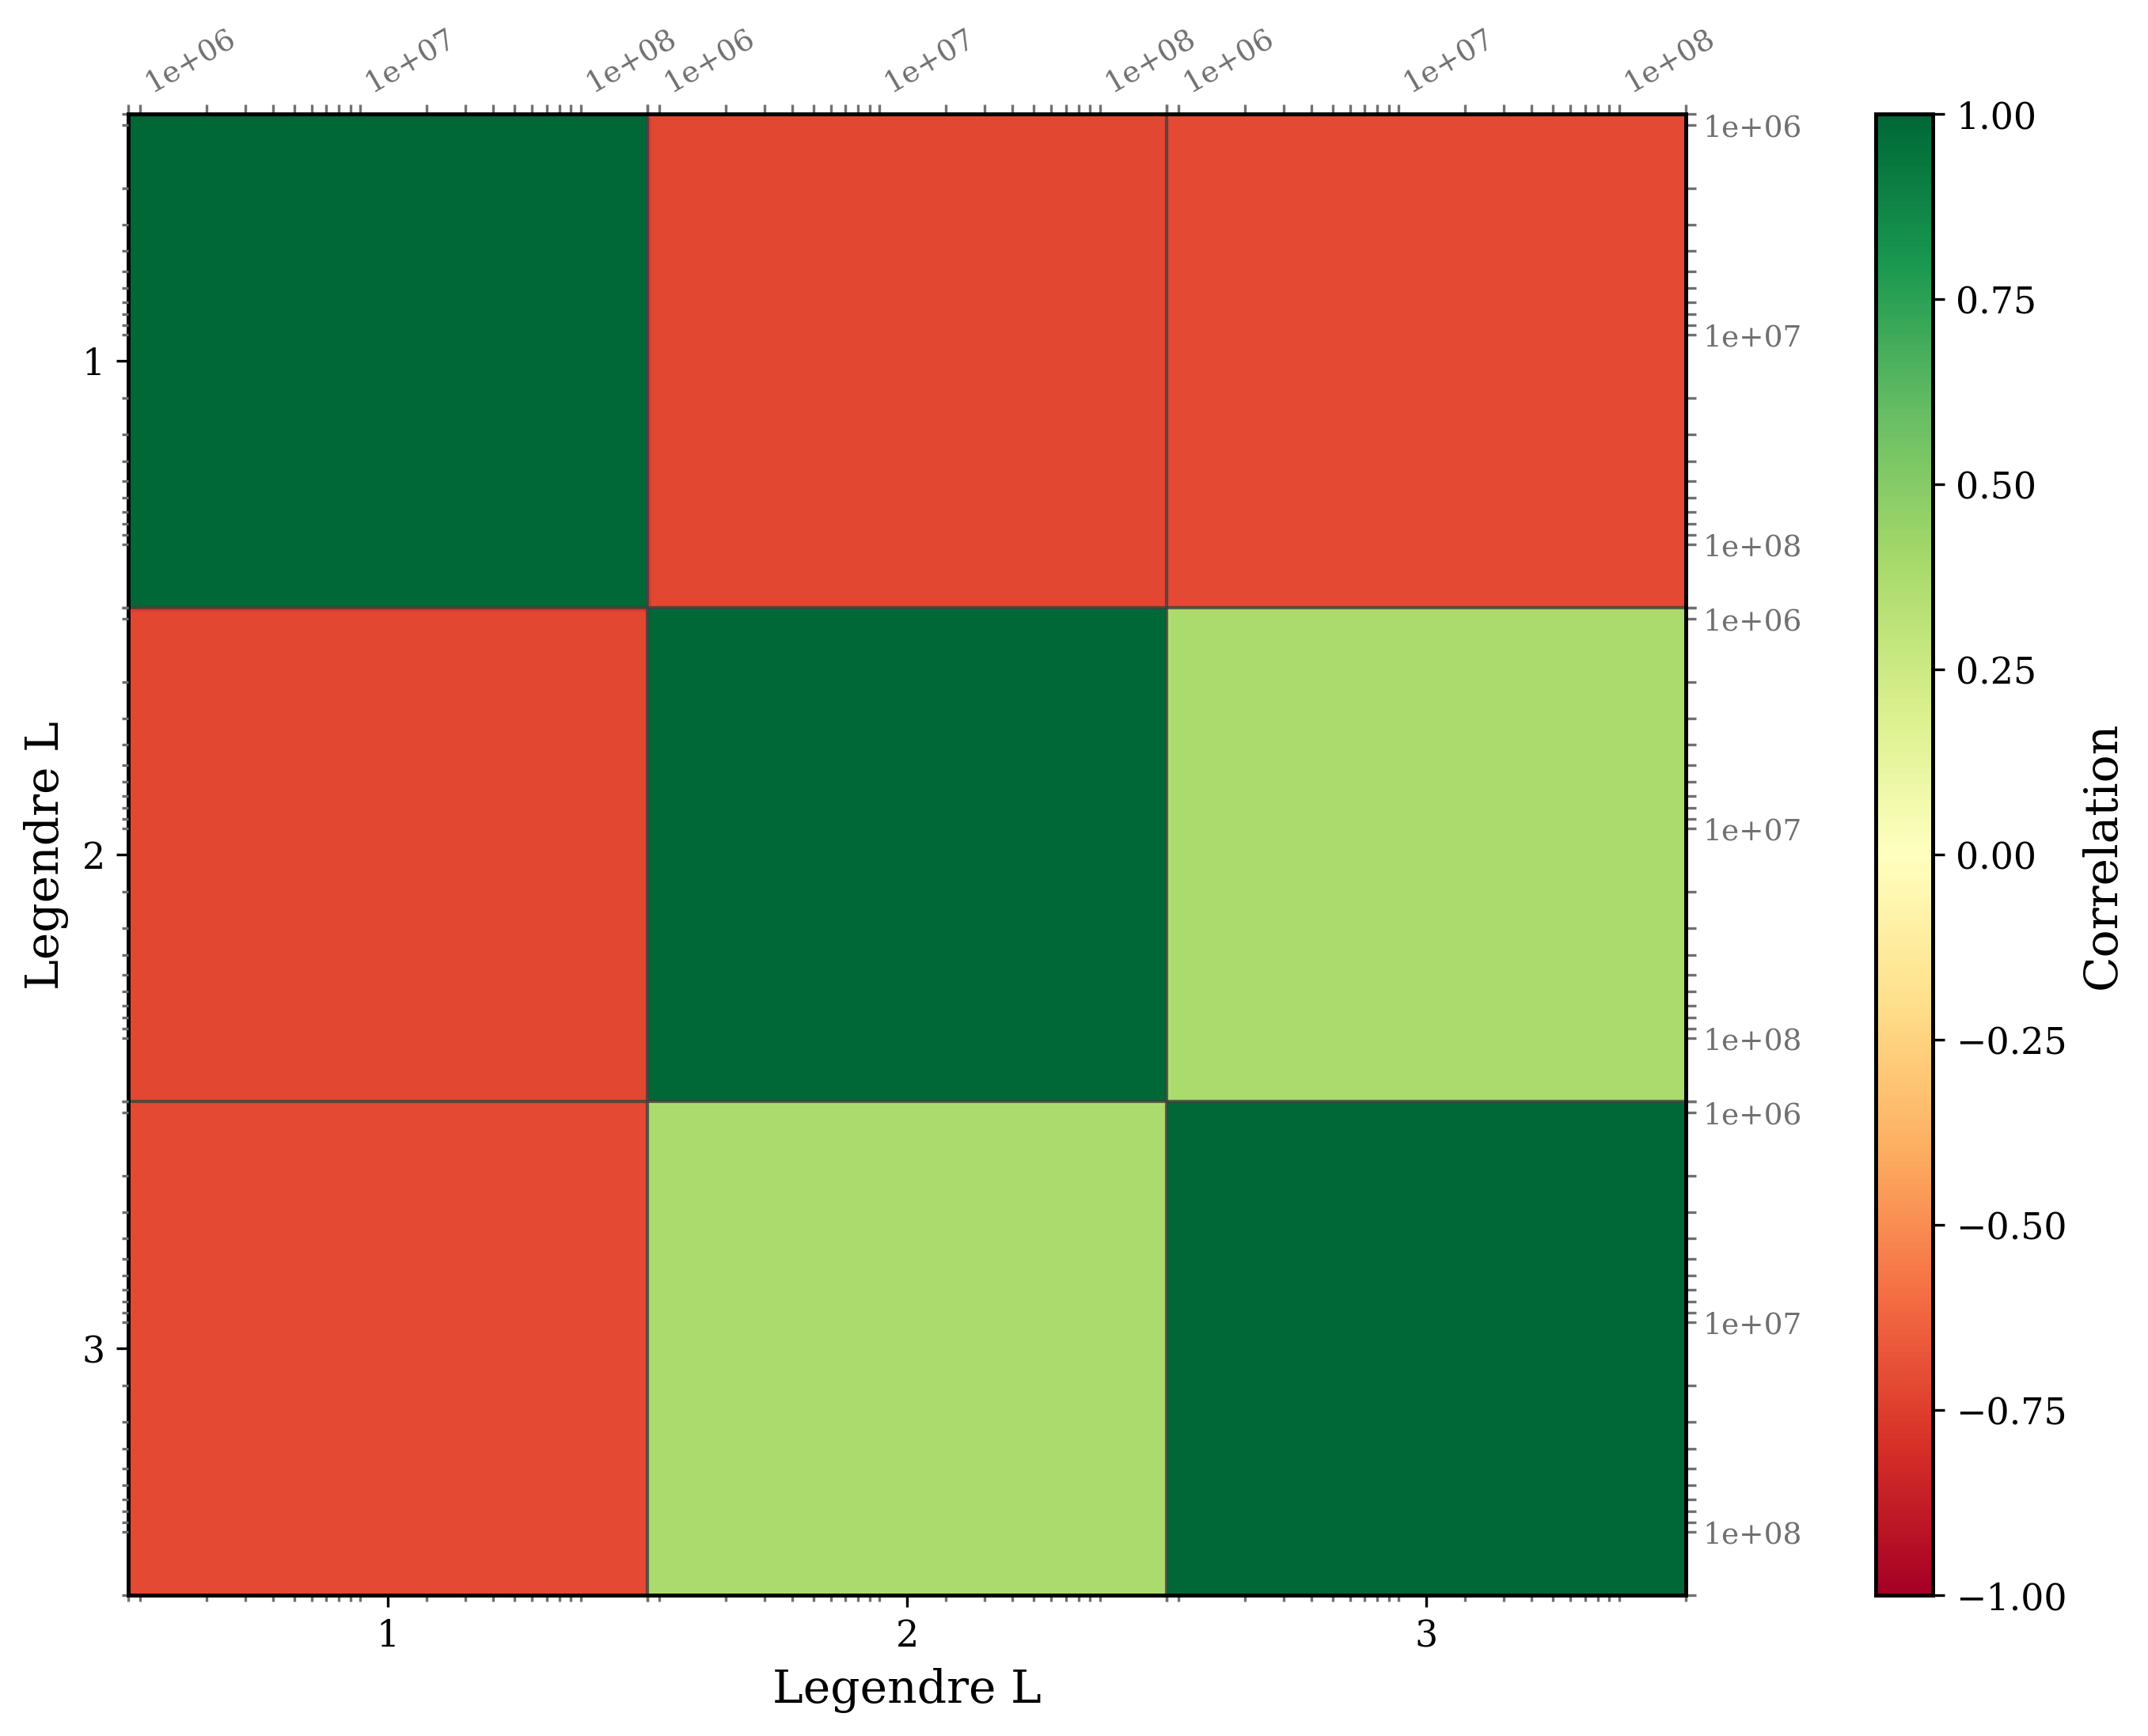 1e+06 1e+07 1e+08 1e+06 1e+07 1e+08 1e+06 1e+07 1e+08
1e+06
1e+07
1e+08
1e+06
1e+07
1e+08
1e+06
1e+07
1e+08
1
2
3
Legendre L
1 2 3
Legendre L
1.00
0.75
0.50
0.25
0.00
−0.25
−0.50
−0.75
−1.00
Correlation